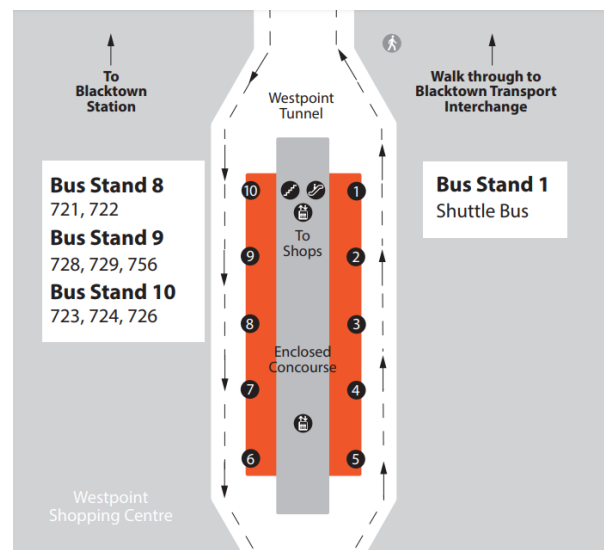 To
Blacktown
Station
Walk through to
Blacktown Transport
Interchange
Westpoint
Tunnel
Bus Stand 8
721, 722
Bus Stand 9
728, 729, 756
Bus Stand 10
723, 724, 726
Bus Stand 1
Shuttle Bus
10
1
To
Shops
9
2
8
3
Enclosed
Concourse
7
4
6
5
Westpoint
Shopping Centre